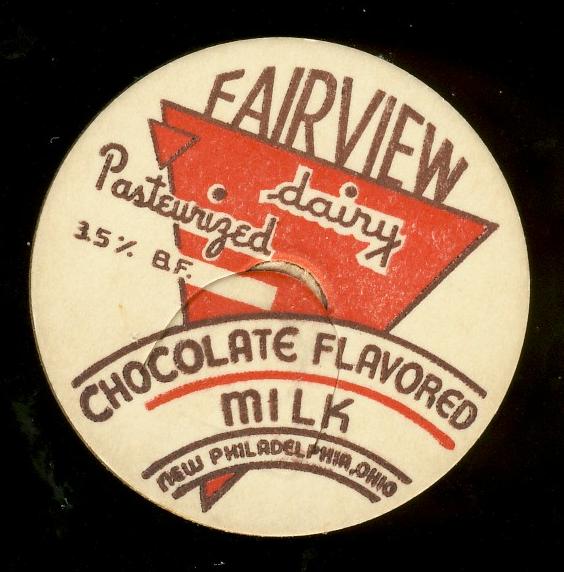 FAIRVIEW
dairy
Pasteurized
3.5% B.F.
CHOCOLATE FLAVORED
MILK
NEW PHILADELPHIA, OHIO